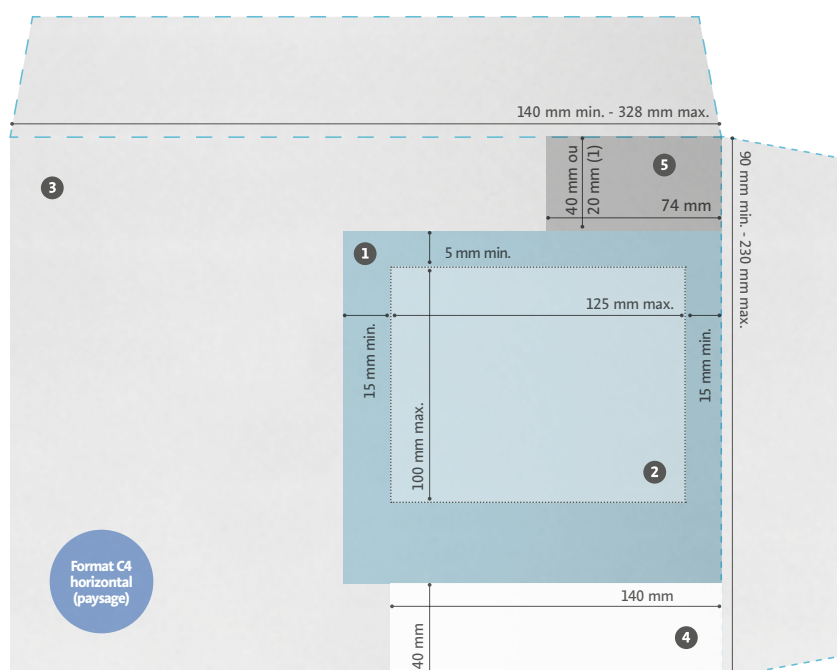 140 mm min. - 328 mm max.
3
40 mm ou
20 mm (1)
5
74 mm
90 mm min. - 230 mm max.
1
5 mm min.
125 mm max.
15 mm min.
15 mm min.
100 mm max.
2
Format C4
horizontal
(paysage)
140 mm
40 mm
4